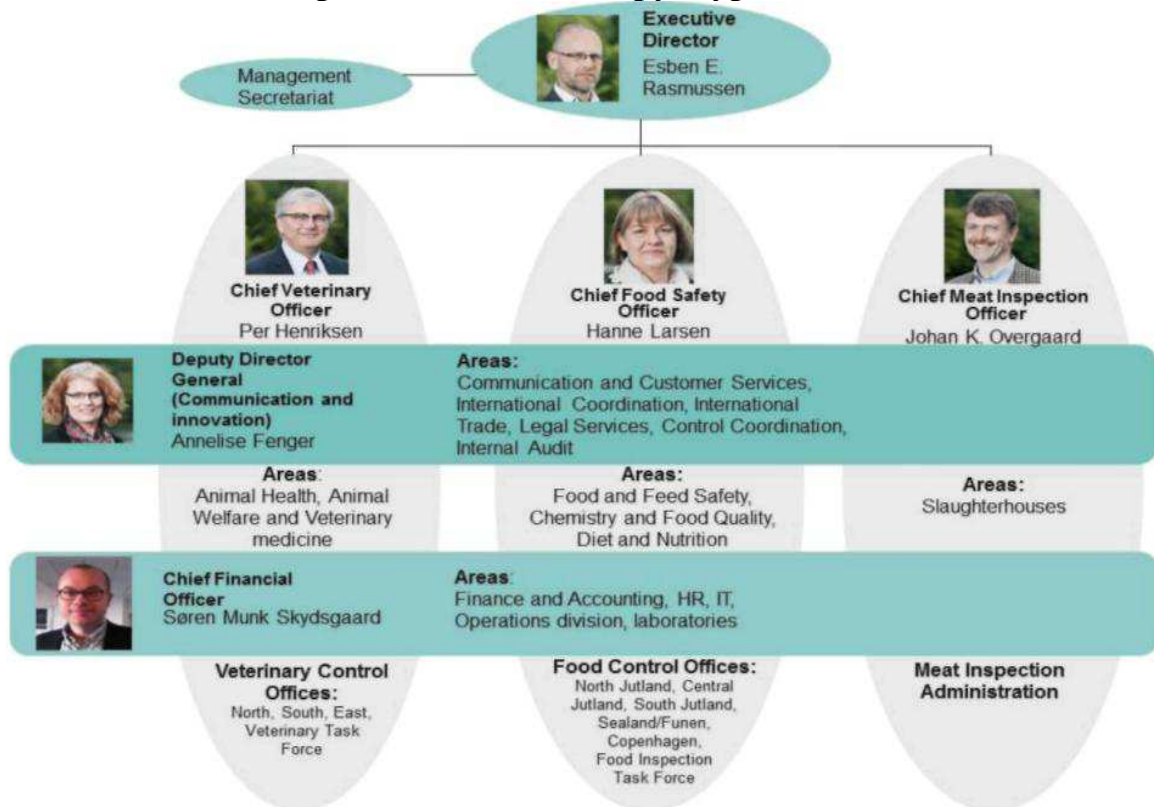 Executive
Director
Esben E.
Rasmussen
Management
Secretariat
Chief Veterinary
Officer
Per Henriksen
Chief Food Safety
Officer
Hanne Larsen
Chief Meat Inspection
Officer
Johan K. Overgaard
Deputy Director
General
(Communication and
innovation)
Annelise Fenger
Areas:
Communication and Customer Services,
International Coordination, International
Trade, Legal Services, Control Coordination,
Internal Audit
Areas:
Animal Health, Animal
Welfare and Veterinary
medicine
Areas:
Food and Feed Safety,
Chemistry and Food Quality,
Diet and Nutrition
Areas:
Slaughterhouses
Chief Financial
Officer
Søren Munk Skydsgaard
Areas:
Finance and Accounting, HR, IT,
Operations division, laboratories
Veterinary Control
Offices:
North, South, East,
Veterinary Task
Force
Food Control Offices:
North Jutland, Central
Jutland, South Jutland,
Sealand/Funen,
Copenhagen,
Food Inspection
Task Force
Meat Inspection
Administration